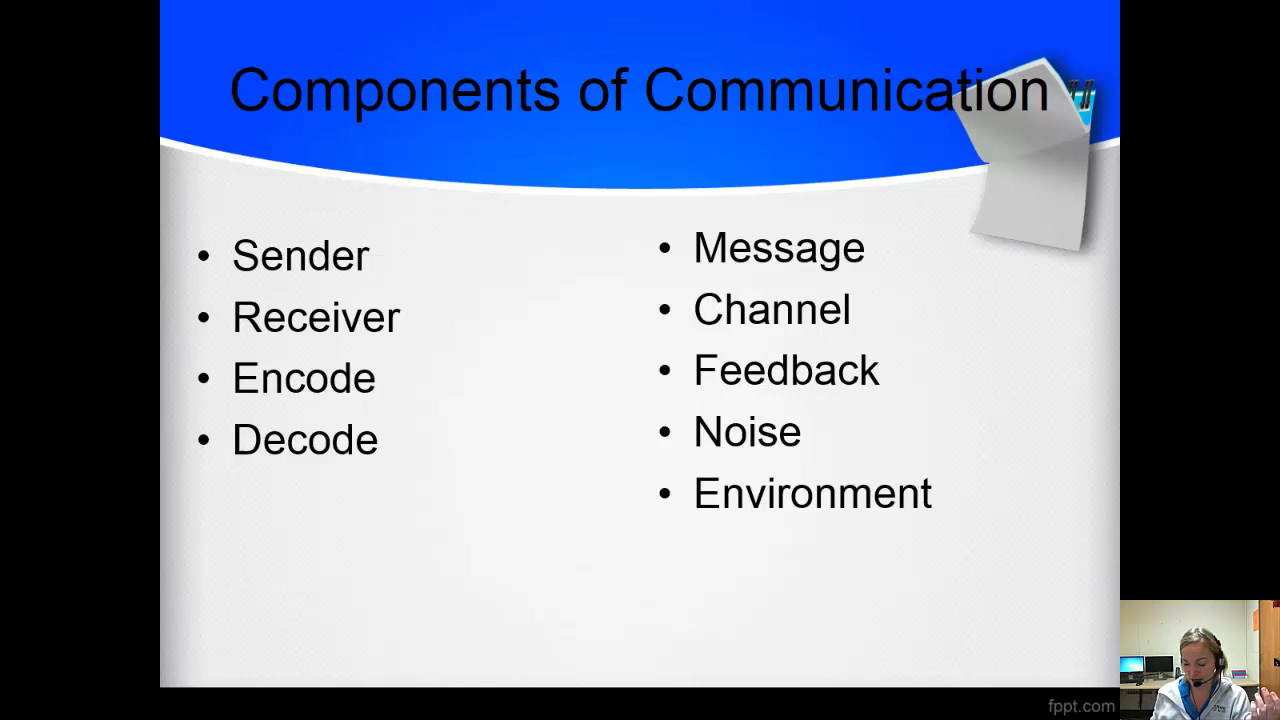 Components of Communication
• Sender
• Receiver
• Encode
• Decode
• Message
• Channel
• Feedback
• Noise
• Environment
fppt.com